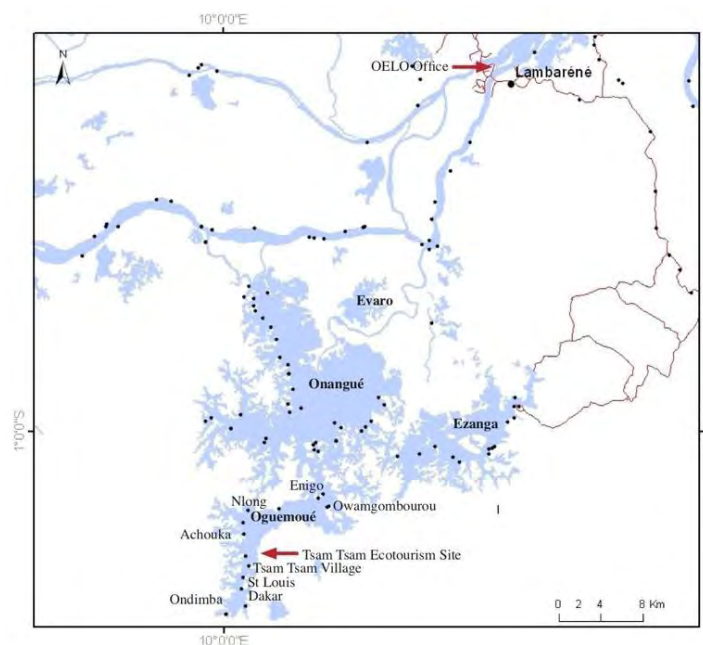 10°0'0"E
N
OELO Office
Lambaréné
Evaro
Onangué
1°0'S
Ezanga
Enigo
Nlong
Owamgombourou
Oguemoué
Achouka
Tsam Tsam Ecotourism Site
Tsam Tsam Village
St Louis
Ondimba
Dakar
0 2 4 8 Km
10°0'0"E